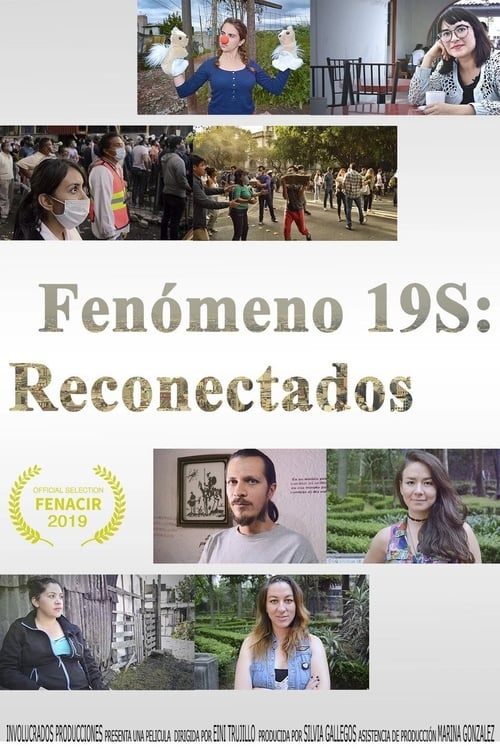 Fenómeno 19S:
Reconectados
OFFICIAL SELECTION
FENACIR
2019
INVOLUCRADOS PRODUCCIONES PRESENTA UNA PELICULA DIRIGIDA POR EINI TRUJILLO PRODUCIDA POR SILVIA GALLEGOS ASISTENCIA DE PRODUCCIÓN MARINA GONZALEZ